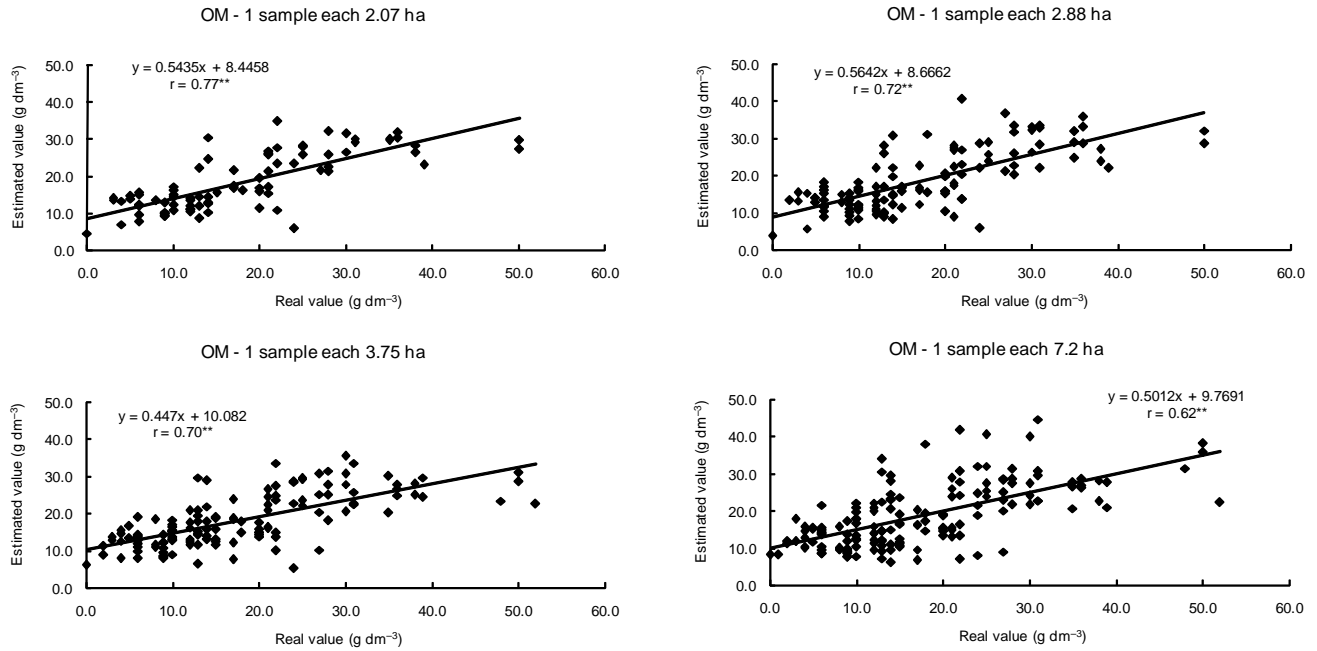 OM - 1 sample each 2.07 ha
y = 0.5435x + 8.4458
r = 0.77**
Estimated value (g dm⁻³)
50.0
40.0
30.0
20.0
10.0
0.0
0.0 10.0 20.0 30.0 40.0 50.0 60.0
Real value (g dm⁻³)
OM - 1 sample each 2.88 ha
y = 0.5642x + 8.6662
r = 0.72**
Estimated value (g dm⁻³)
50.0
40.0
30.0
20.0
10.0
0.0
0.0 10.0 20.0 30.0 40.0 50.0 60.0
Real value (g dm⁻³)
OM - 1 sample each 3.75 ha
y = 0.447x + 10.082
r = 0.70**
Estimated value (g dm⁻³)
50.0
40.0
30.0
20.0
10.0
0.0
0.0 10.0 20.0 30.0 40.0 50.0 60.0
Real value (g dm⁻³)
OM - 1 sample each 7.2 ha
y = 0.5012x + 9.7691
r = 0.62**
Estimated value (g dm⁻³)
50.0
40.0
30.0
20.0
10.0
0.0
0.0 10.0 20.0 30.0 40.0 50.0 60.0
Real value (g dm⁻³)